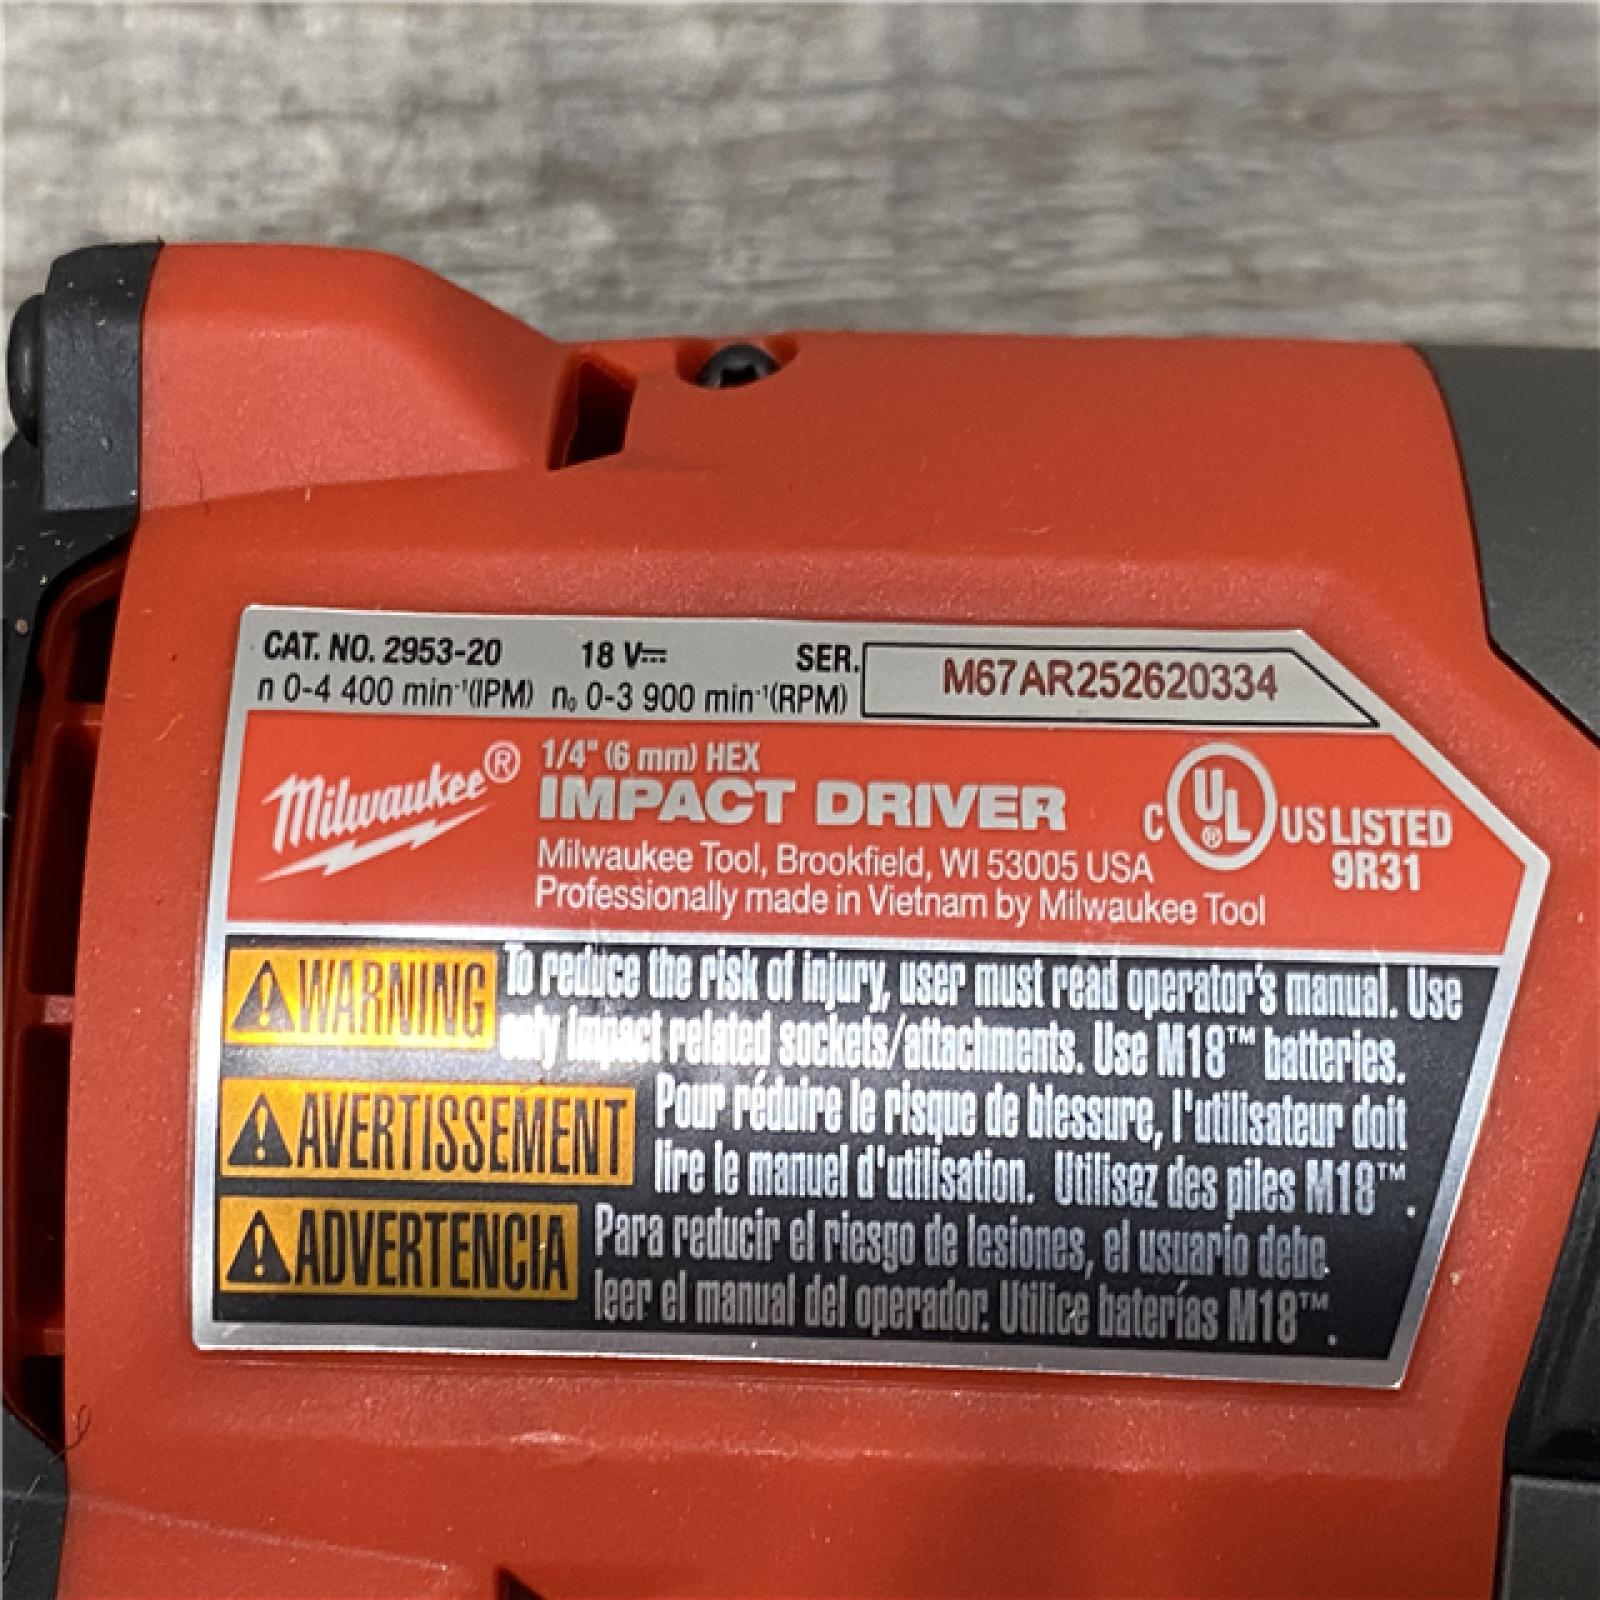 CAT. NO. 2953-20 18 V⎓ SER. M67AR252620334
n 0-4 400 min⁻¹(IPM) n₀ 0-3 900 min⁻¹(RPM)
Milwaukee®
1/4" (6 mm) HEX
IMPACT DRIVER
Milwaukee Tool, Brookfield, WI 53005 USA
Professionally made in Vietnam by Milwaukee Tool
C UL® US LISTED
9R31
WARNING To reduce the risk of injury, user must read operator's manual. Use
only impact related sockets/attachments. Use M18™ batteries.
AVERTISSEMENT Pour réduire le risque de blessure, l'utilisateur doit
lire le manuel d'utilisation. Utilisez des piles M18™.
ADVERTENCIA Para reducir el riesgo de lesiones, el usuario debe
leer el manual del operador. Utilice baterías M18™.